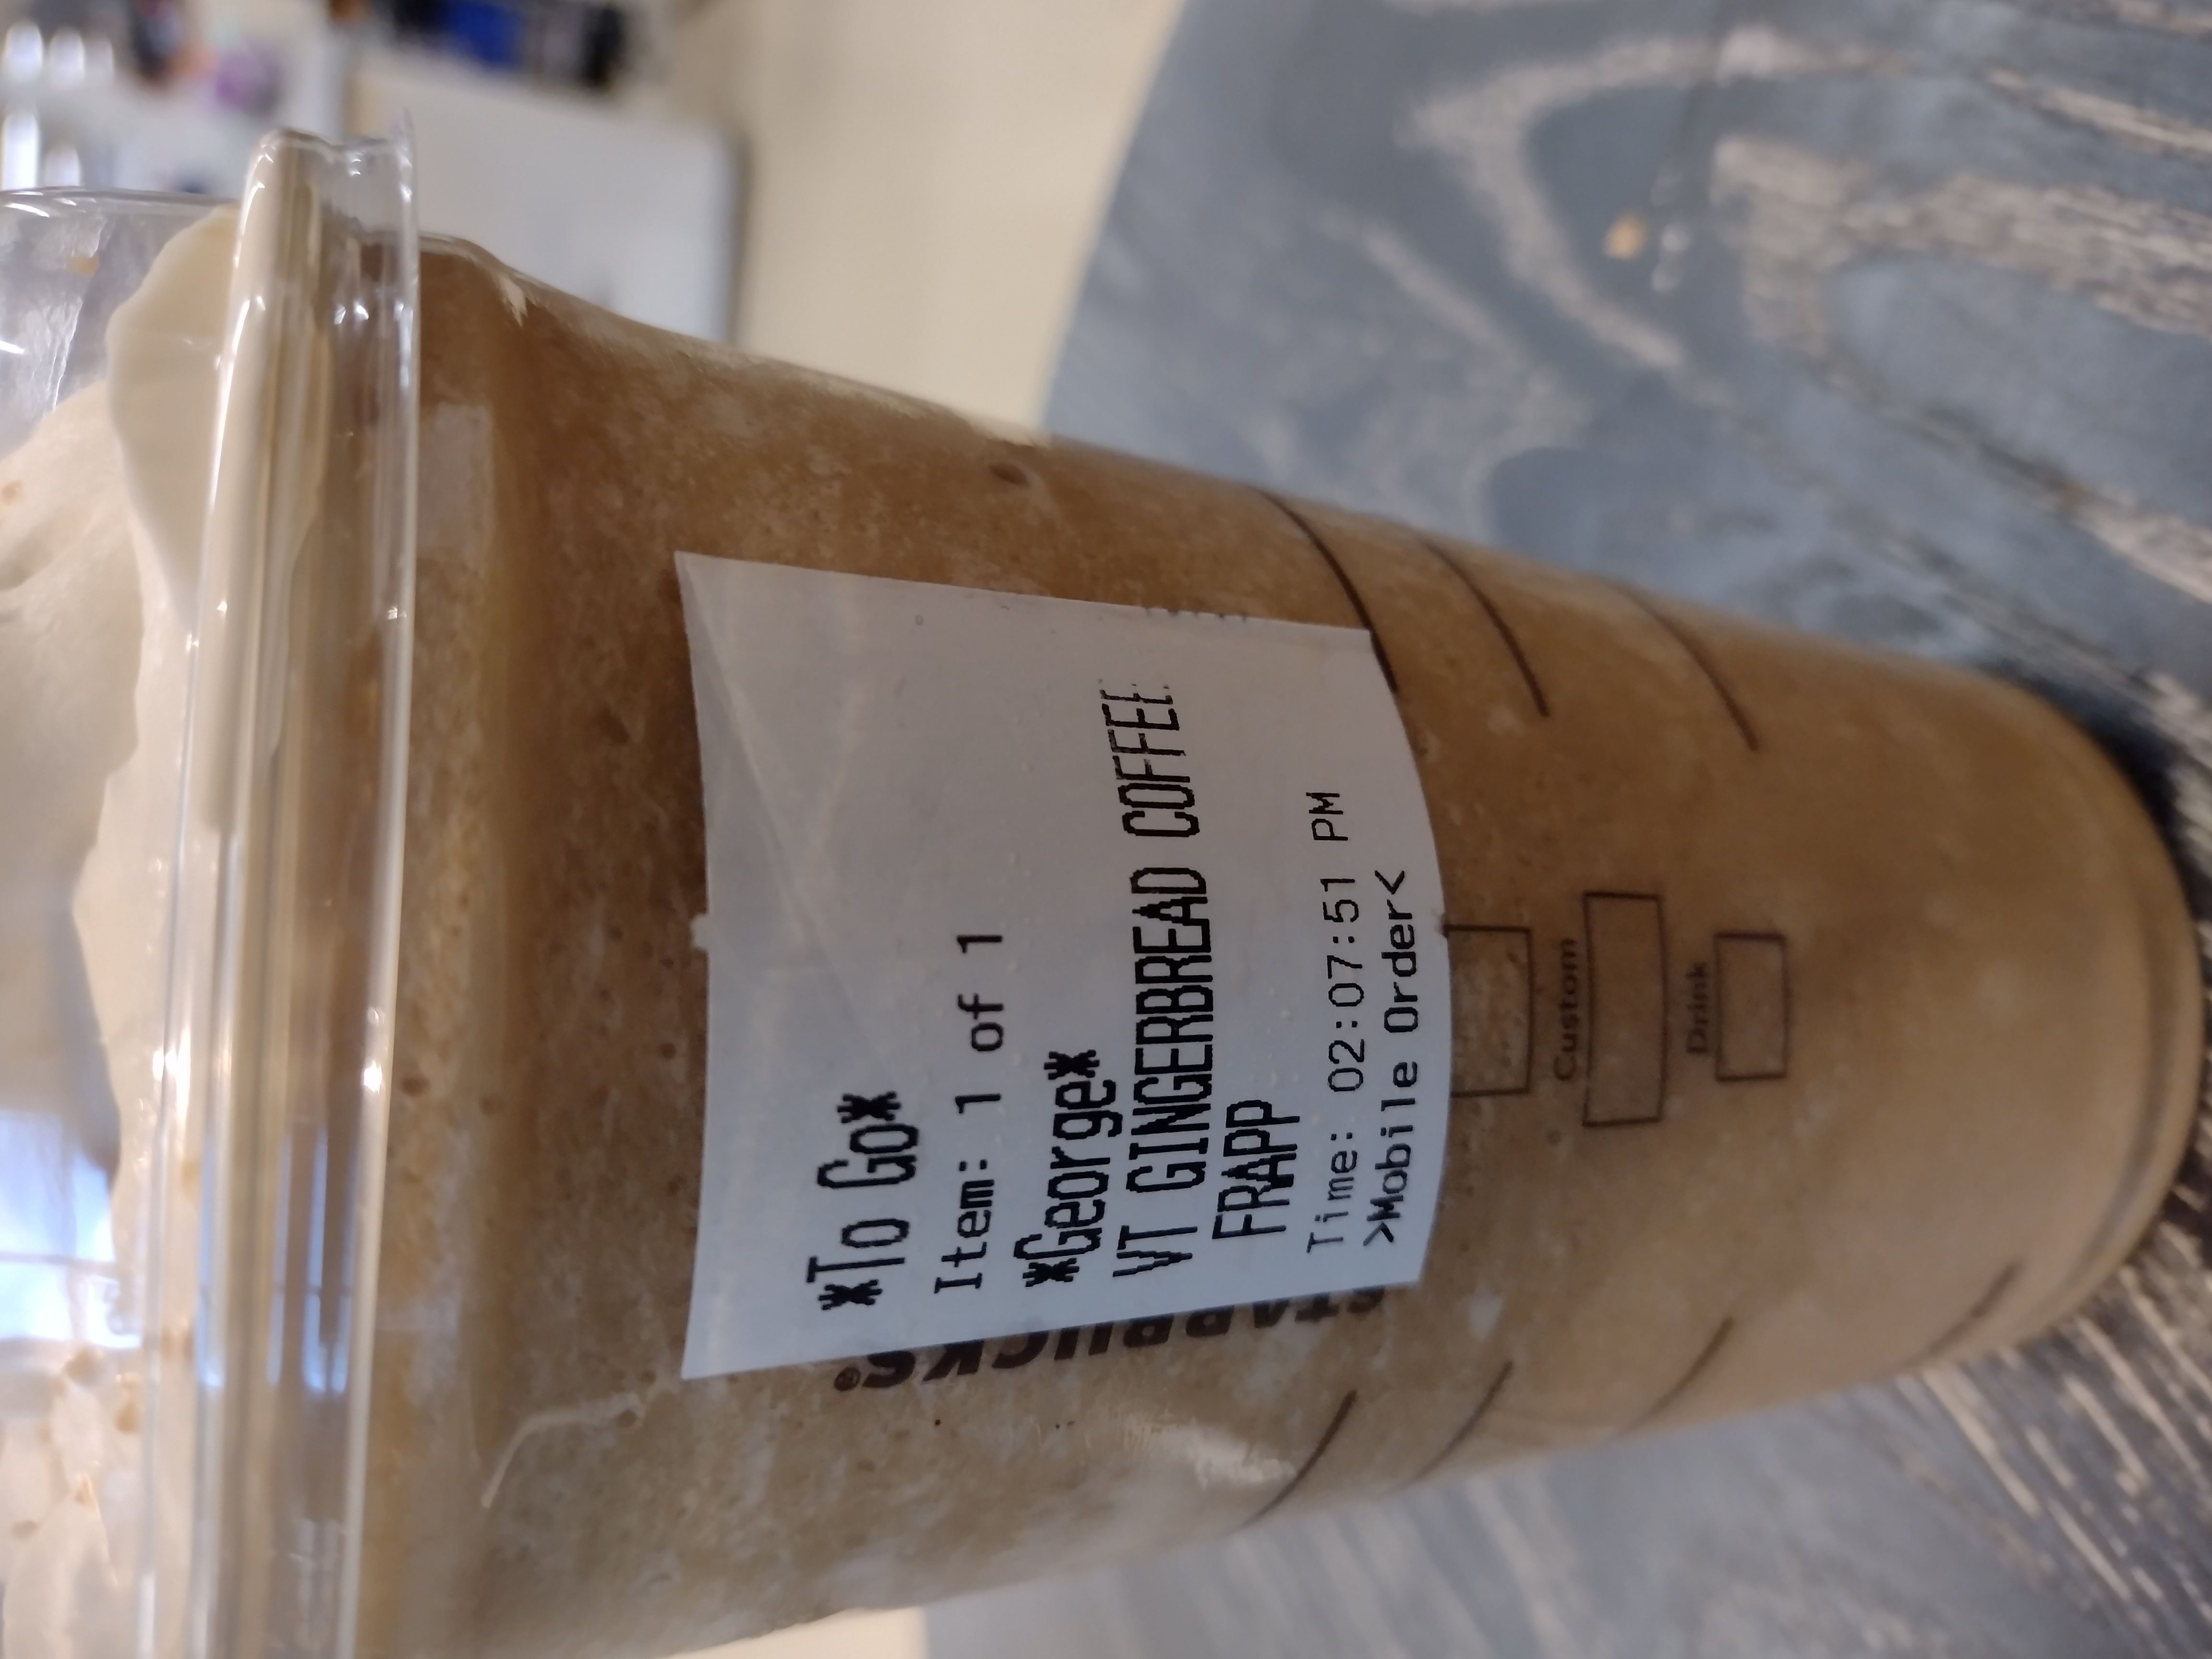 *To Go*
Item: 1 of 1
*George*
VT GINGERBREAD COFFEE
FRAPP
Time: 02:07:51 PM
>Mobile Order<
Custom
Drink
STARBUCKS®